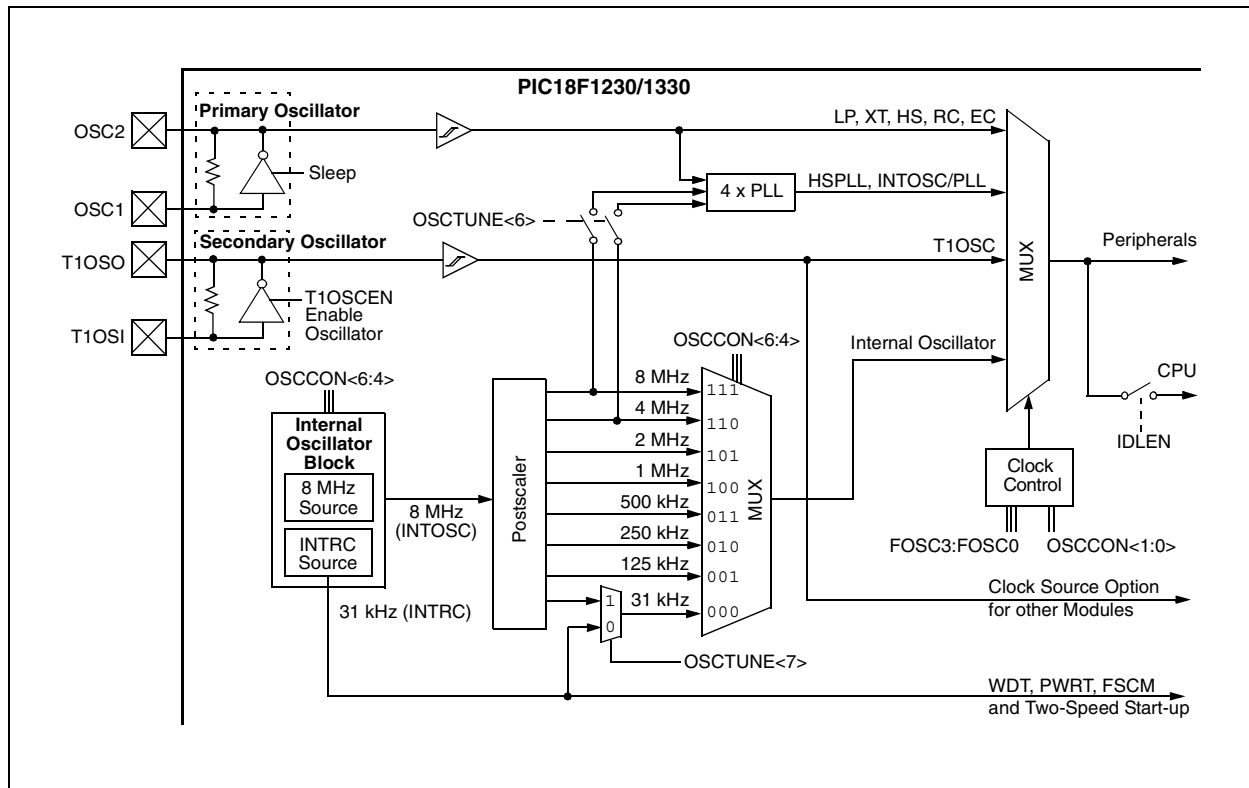 PIC18F1230/1330
Primary Oscillator
OSC2
Sleep
OSC1
LP, XT, HS, RC, EC
4 x PLL
HSPLL, INTOSC/PLL
OSCTUNE<6>
Secondary Oscillator
T1OSO
T1OSCEN
Enable
Oscillator
T1OSI
T1OSC
MUX
Peripherals
Internal Oscillator
CPU
IDLEN
Clock
Control
FOSC3:FOSC0
OSCCON<1:0>
OSCCON<6:4>
Internal
Oscillator
Block
8 MHz
Source
INTRC
Source
8 MHz
(INTOSC)
31 kHz (INTRC)
Postscaler
OSCCON<6:4>
8 MHz
111
4 MHz
110
2 MHz
101
1 MHz
100
500 kHz
011
250 kHz
010
125 kHz
001
1
0
31 kHz
000
MUX
OSCTUNE<7>
Clock Source Option
for other Modules
WDT, PWRT, FSCM
and Two-Speed Start-up